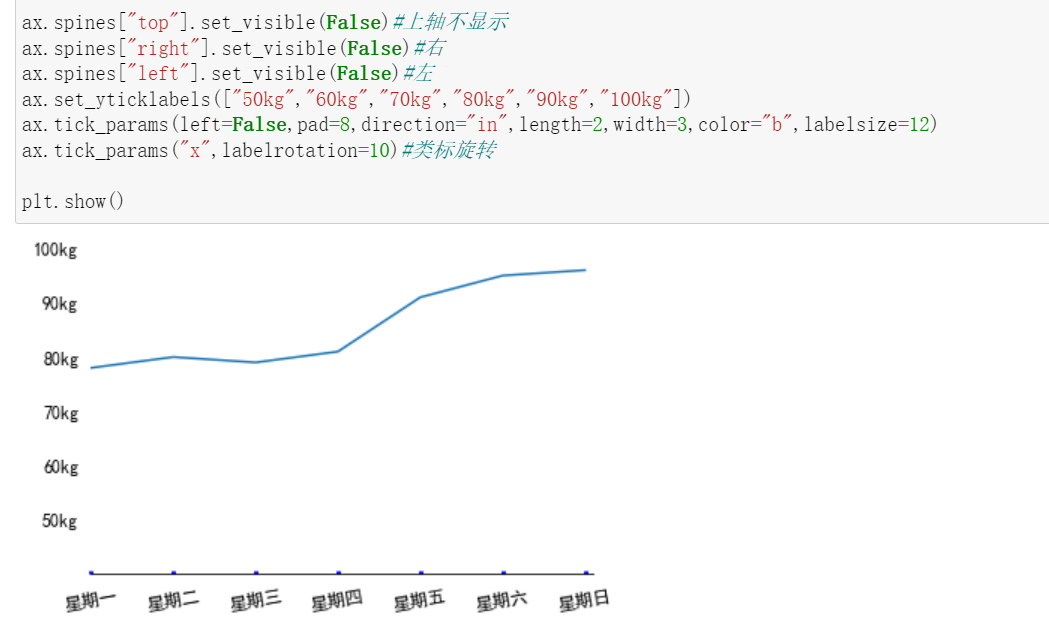 ax.spines["top"].set_visible(False)#上轴不显示
ax.spines["right"].set_visible(False)#右
ax.spines["left"].set_visible(False)#左
ax.set_yticklabels(["50kg","60kg","70kg","80kg","90kg","100kg"])
ax.tick_params(left=False,pad=8,direction="in",length=2,width=3,color="b",labelsize=12)
ax.tick_params("x",labelrotation=10)#类标旋转
plt.show()
100kg
90kg
80kg
70kg
60kg
50kg
星期一 星期二 星期三 星期四 星期五 星期六 星期日